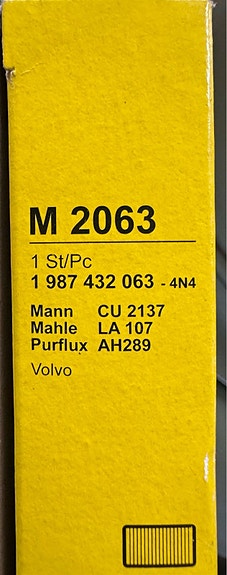 M 2063
1 St/Pc
1 987 432 063 - 4N4
Mann CU 2137
Mahle LA 107
Purflux AH289
Volvo